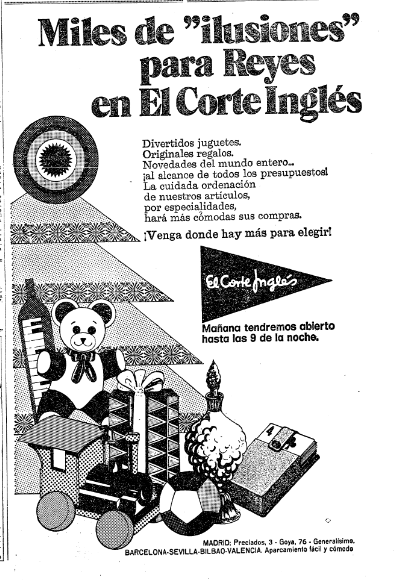 Miles de "ilusiones"
para Reyes
en El Corte Inglés
Divertidos juguetes.
Originales regalos.
Novedades del mundo entero...
¡al alcance de todos los presupuestos!
La cuidada ordenación
de nuestros artículos,
por especialidades,
hará más cómodas sus compras.
¡Venga donde hay más para elegir!
El Corte Inglés
Mañana tendremos abierto
hasta las 9 de la noche.
4
MADRID: Preciados, 3 - Goya, 76 - Generalísimo.
BARCELONA-SEVILLA-BILBAO-VALENCIA. Aparcamiento fácil y cómodo